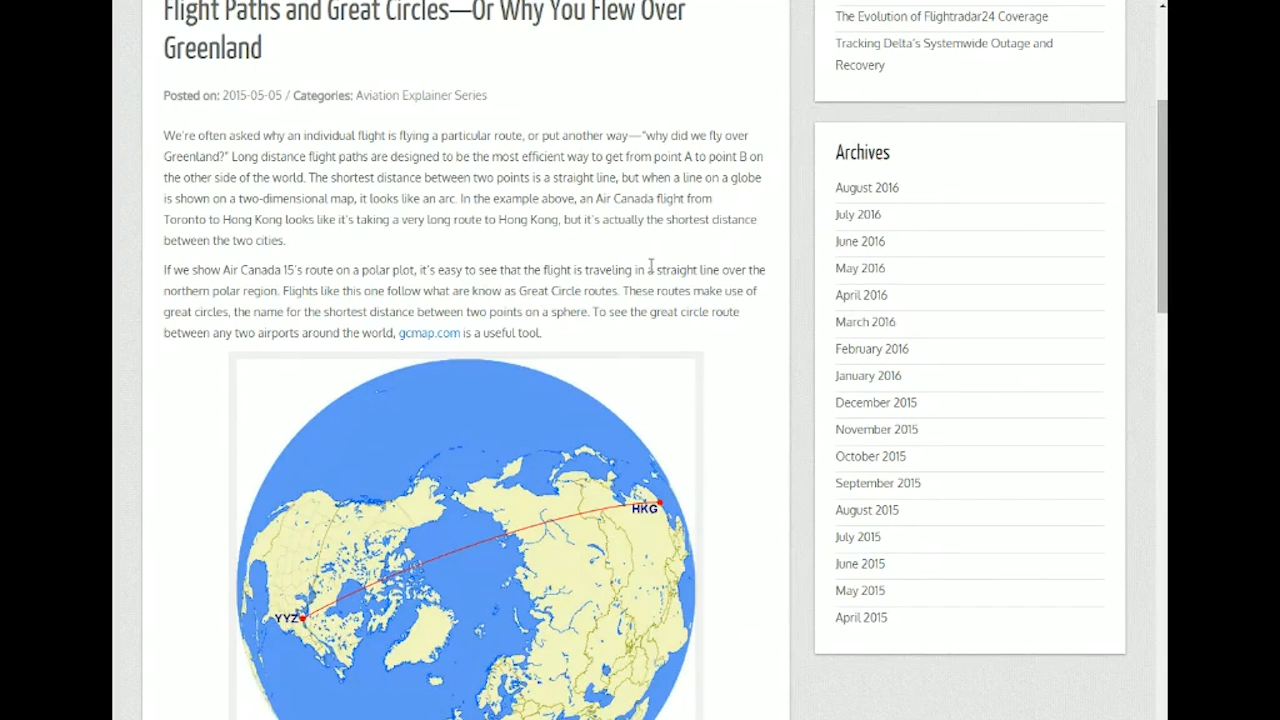 Flight Paths and Great Circles—Or Why You Flew Over
Greenland
Posted on: 2015-05-05 / Categories: Aviation Explainer Series
We're often asked why an individual flight is flying a particular route, or put another way—"why did we fly over
Greenland?" Long distance flight paths are designed to be the most efficient way to get from point A to point B on
the other side of the world. The shortest distance between two points is a straight line, but when a line on a globe
is shown on a two-dimensional map, it looks like an arc. In the example above, an Air Canada flight from
Toronto to Hong Kong looks like it's taking a very long route to Hong Kong, but it's actually the shortest distance
between the two cities.
If we show Air Canada 15's route on a polar plot, it's easy to see that the flight is traveling in a straight line over the
northern polar region. Flights like this one follow what are know as Great Circle routes. These routes make use of
great circles, the name for the shortest distance between two points on a sphere. To see the great circle route
between any two airports around the world, gcmap.com is a useful tool.
HKG
YYZ
The Evolution of Flightradar24 Coverage
Tracking Delta's Systemwide Outage and
Recovery
Archives
August 2016
July 2016
June 2016
May 2016
April 2016
March 2016
February 2016
January 2016
December 2015
November 2015
October 2015
September 2015
August 2015
July 2015
June 2015
May 2015
April 2015